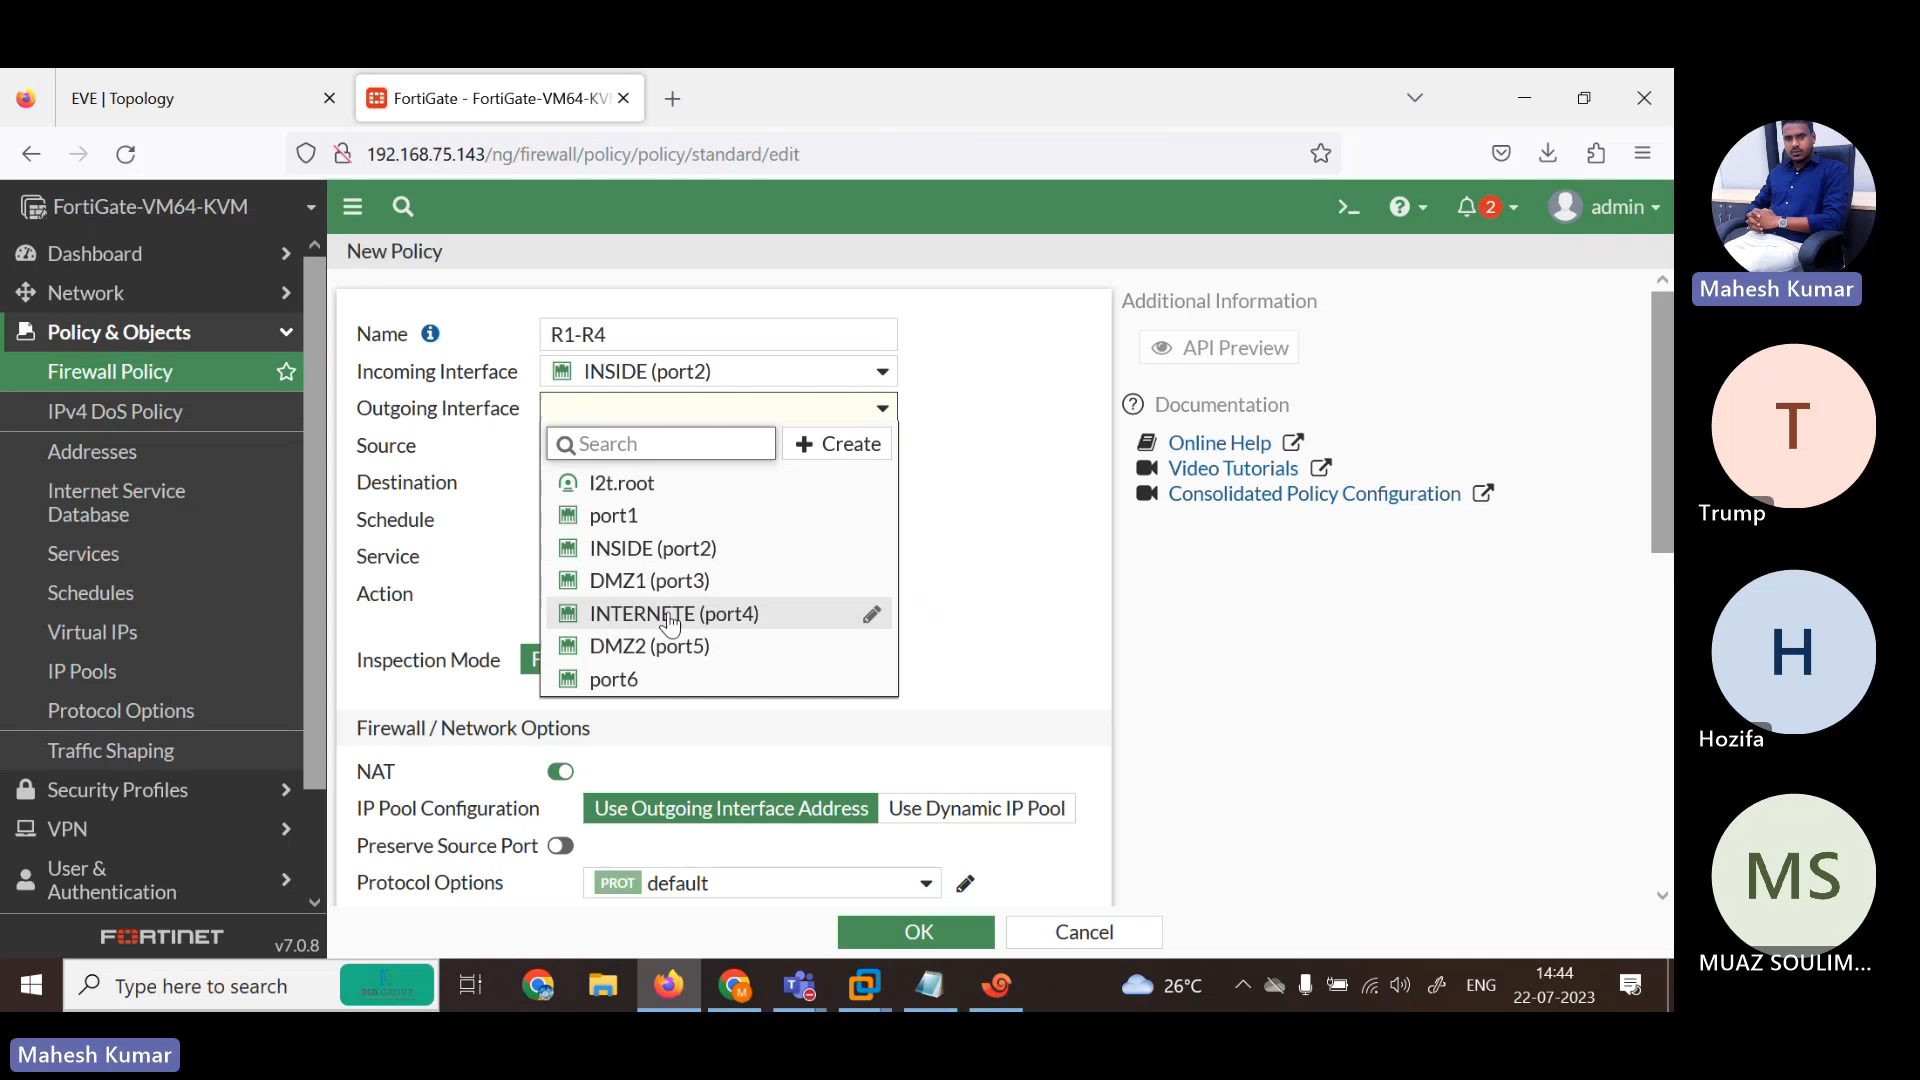 EVE | Topology
FortiGate - FortiGate-VM64-KV
192.168.75.143/ng/firewall/policy/policy/standard/edit
FortiGate-VM64-KVM
2
admin
Dashboard
Network
Policy & Objects
Firewall Policy
IPv4 DoS Policy
Addresses
Internet Service
Database
Services
Schedules
Virtual IPs
IP Pools
Protocol Options
Traffic Shaping
Security Profiles
VPN
User &
Authentication
FORTINET
v7.0.8
New Policy
Name
R1-R4
Incoming Interface
INSIDE (port2)
Outgoing Interface
Source
Search
Create
Destination
l2t.root
Schedule
port1
Service
INSIDE (port2)
Action
DMZ1 (port3)
INTERNETE (port4)
DMZ2 (port5)
Inspection Mode
F
port6
Firewall / Network Options
NAT
IP Pool Configuration
Use Outgoing Interface Address
Use Dynamic IP Pool
Preserve Source Port
Protocol Options
PROT default
OK
Cancel
Additional Information
API Preview
Documentation
Online Help
Video Tutorials
Consolidated Policy Configuration
Type here to search
26°C
ENG
14:44
22-07-2023
Mahesh Kumar
T
Trump
H
Hozifa
MS
MUAZ SOULIM...
Mahesh Kumar